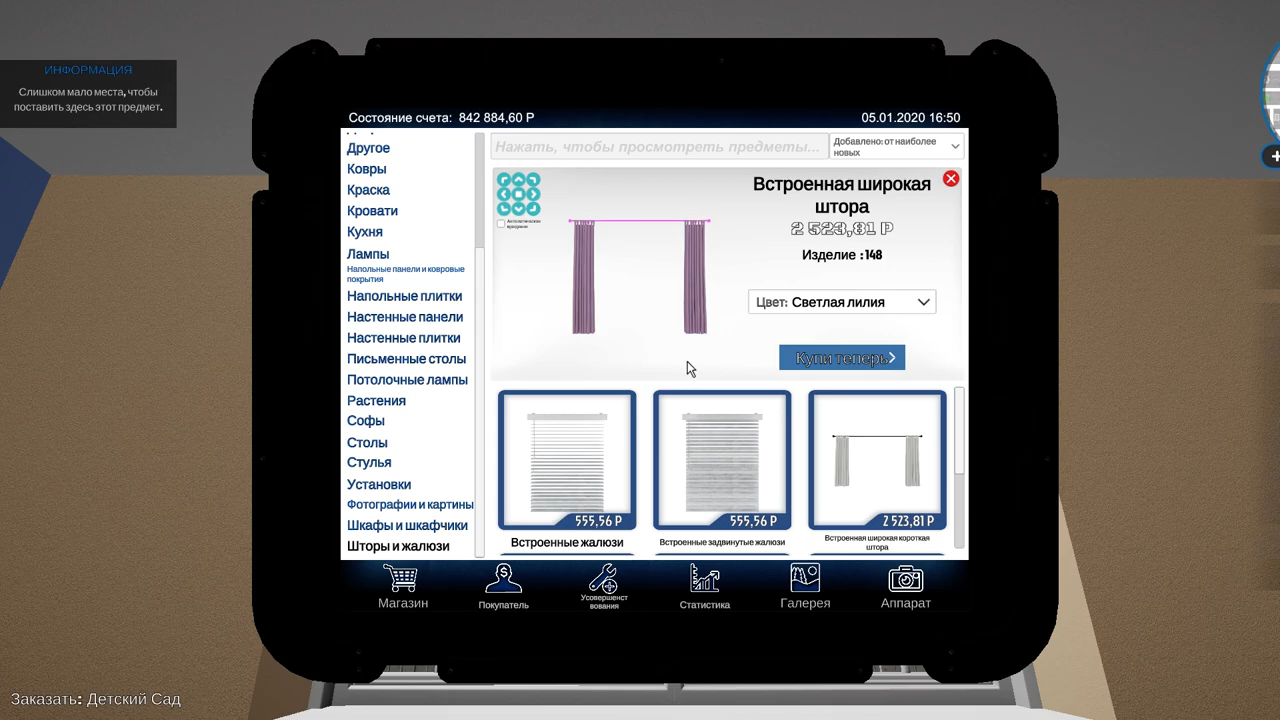 ИНФОРМАЦИЯ
Слишком мало места, чтобы
поставить здесь этот предмет.
Состояние счета: 842 884,60 Р
05.01.2020 16:50
Другое
Ковры
Краска
Кровати
Кухня
Лампы
Напольные панели и ковровые
покрытия
Напольные плитки
Настенные панели
Настенные плитки
Письменные столы
Потолочные лампы
Растения
Софы
Столы
Стулья
Установки
Фотографии и картины
Шкафы и шкафчики
Шторы и жалюзи
Нажать, чтобы просмотреть предметы...
Добавлено: от наиболее
новых
Встроенная широкая
штора
2 523,81 Р
Изделие :148
Цвет: Светлая лилия
Купи теперь
555,56 Р
Встроенные жалюзи
555,56 Р
Встроенные задвинутые жалюзи
2 523,81 Р
Встроенная широкая короткая
штора
Магазин
Покупатель
Усовершенст
вования
Статистика
Галерея
Аппарат
Заказать: Детский Сад